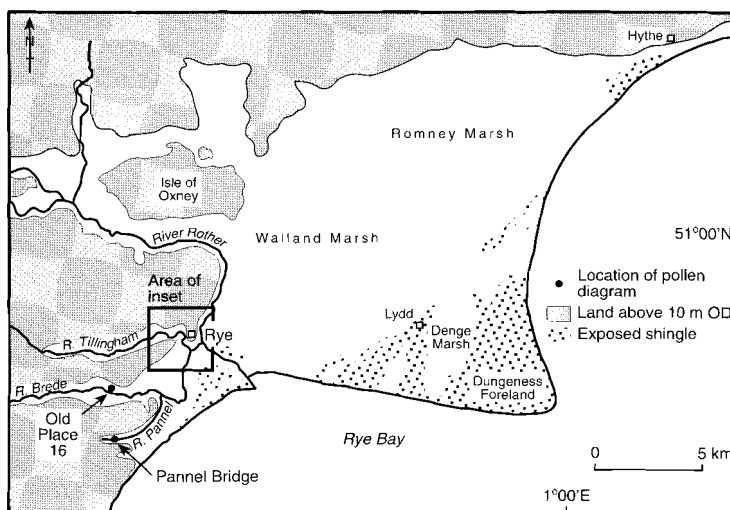 N
Hythe
Romney Marsh
Isle of
Oxney
Walland Marsh
River Rother
51°00'N
Area of
inset
Location of pollen
diagram
Land above 10 m OD
Exposed shingle
Lydd
Denge
Marsh
Rye
R. Tillingham
R. Brede
Dungeness
Foreland
Old
Place
16
R. Pannel
Rye Bay
Pannel Bridge
0 5 km
1°00'E